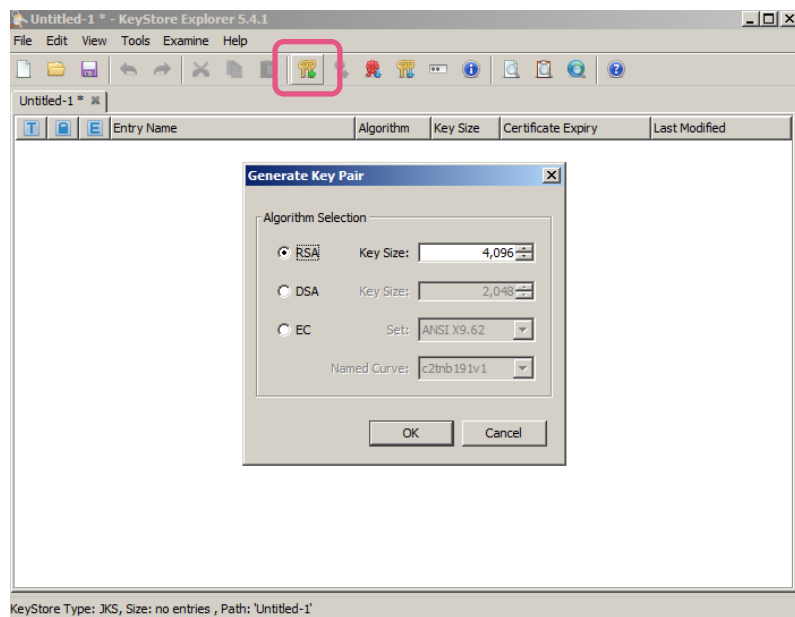 Untitled-1 * - KeyStore Explorer 5.4.1
File Edit View Tools Examine Help
Untitled-1 *
T E Entry Name Algorithm Key Size Certificate Expiry Last Modified
Generate Key Pair
Algorithm Selection
RSA Key Size: 4,096
DSA Key Size: 2,048
EC Set: ANSI X9.62
Named Curve: c2tnb191v1
OK Cancel
KeyStore Type: JKS, Size: no entries , Path: 'Untitled-1'